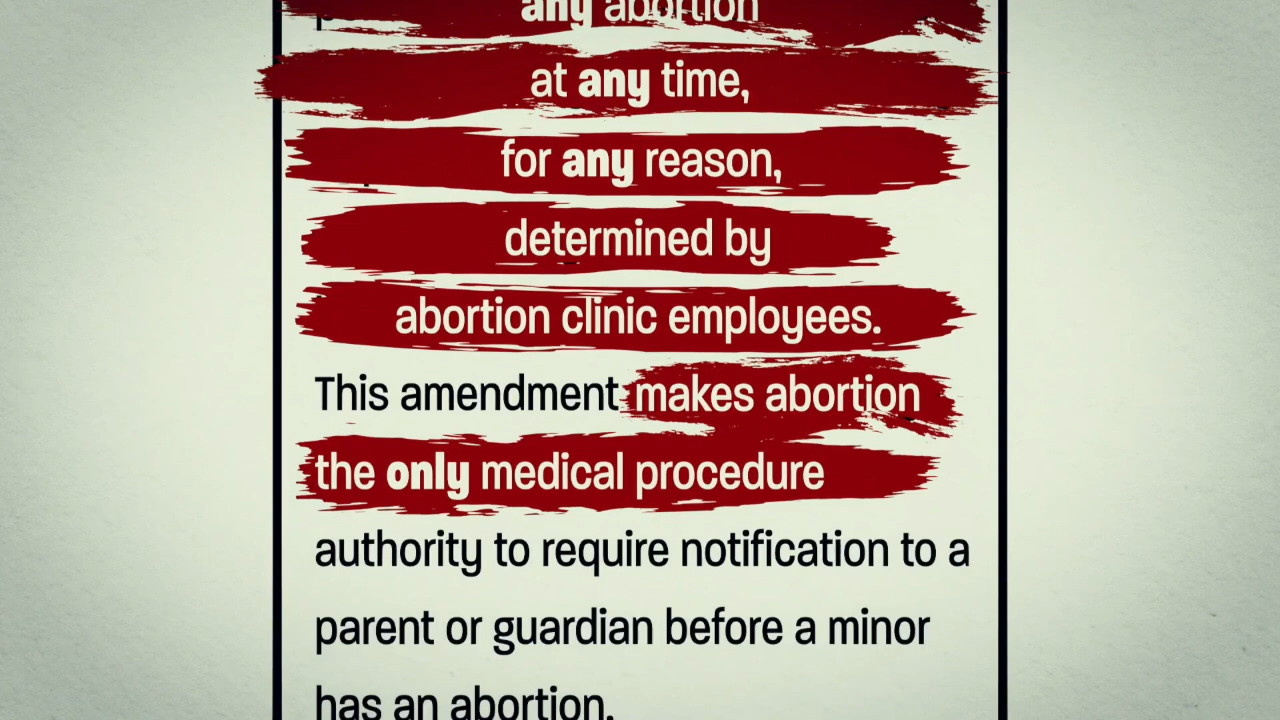 any abortion
at any time,
for any reason,
determined by
abortion clinic employees.
This amendment makes abortion
the only medical procedure
authority to require notification to a
parent or guardian before a minor
has an abortion.